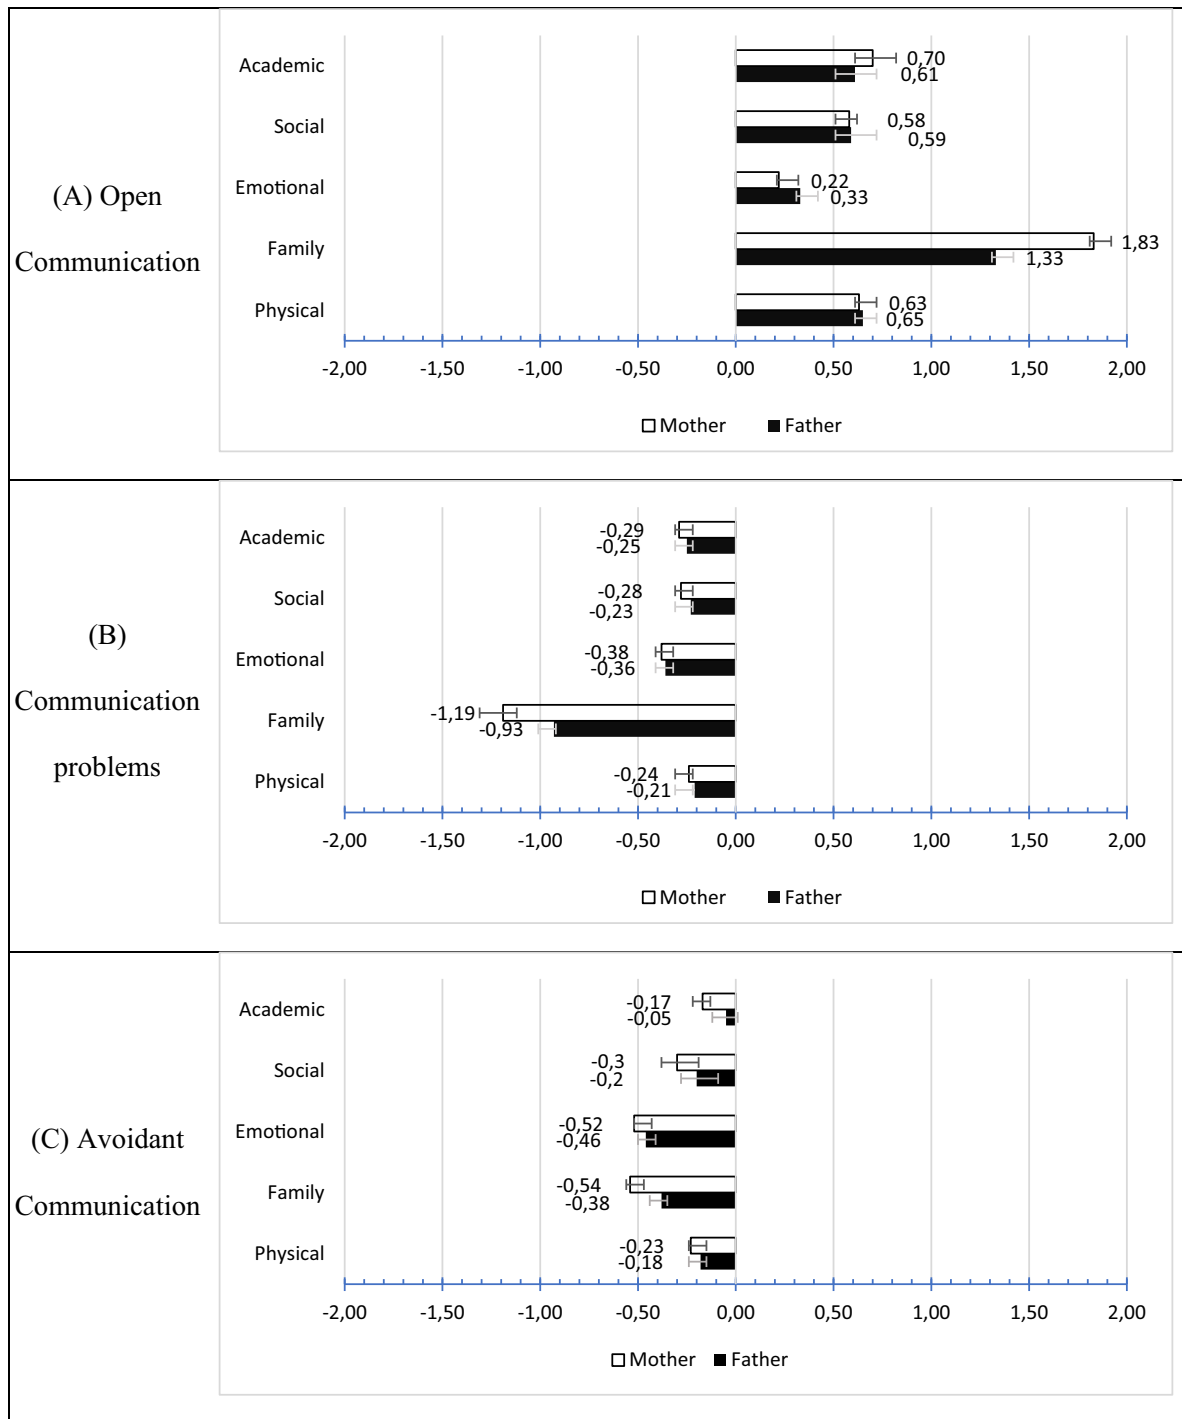 (A) Open
Communication
Academic
0,70
0,61
Social
0,58
0,59
Emotional
0,22
0,33
Family
1,83
1,33
Physical
0,63
0,65
-2,00 -1,50 -1,00 -0,50 0,00 0,50 1,00 1,50 2,00
Mother Father
(B)
Communication
problems
Academic
-0,29
-0,25
Social
-0,28
-0,23
Emotional
-0,38
-0,36
Family
-1,19
-0,93
Physical
-0,24
-0,21
-2,00 -1,50 -1,00 -0,50 0,00 0,50 1,00 1,50 2,00
Mother Father
(C) Avoidant
Communication
Academic
-0,17
-0,05
Social
-0,3
-0,2
Emotional
-0,52
-0,46
Family
-0,54
-0,38
Physical
-0,23
-0,18
-2,00 -1,50 -1,00 -0,50 0,00 0,50 1,00 1,50 2,00
Mother Father